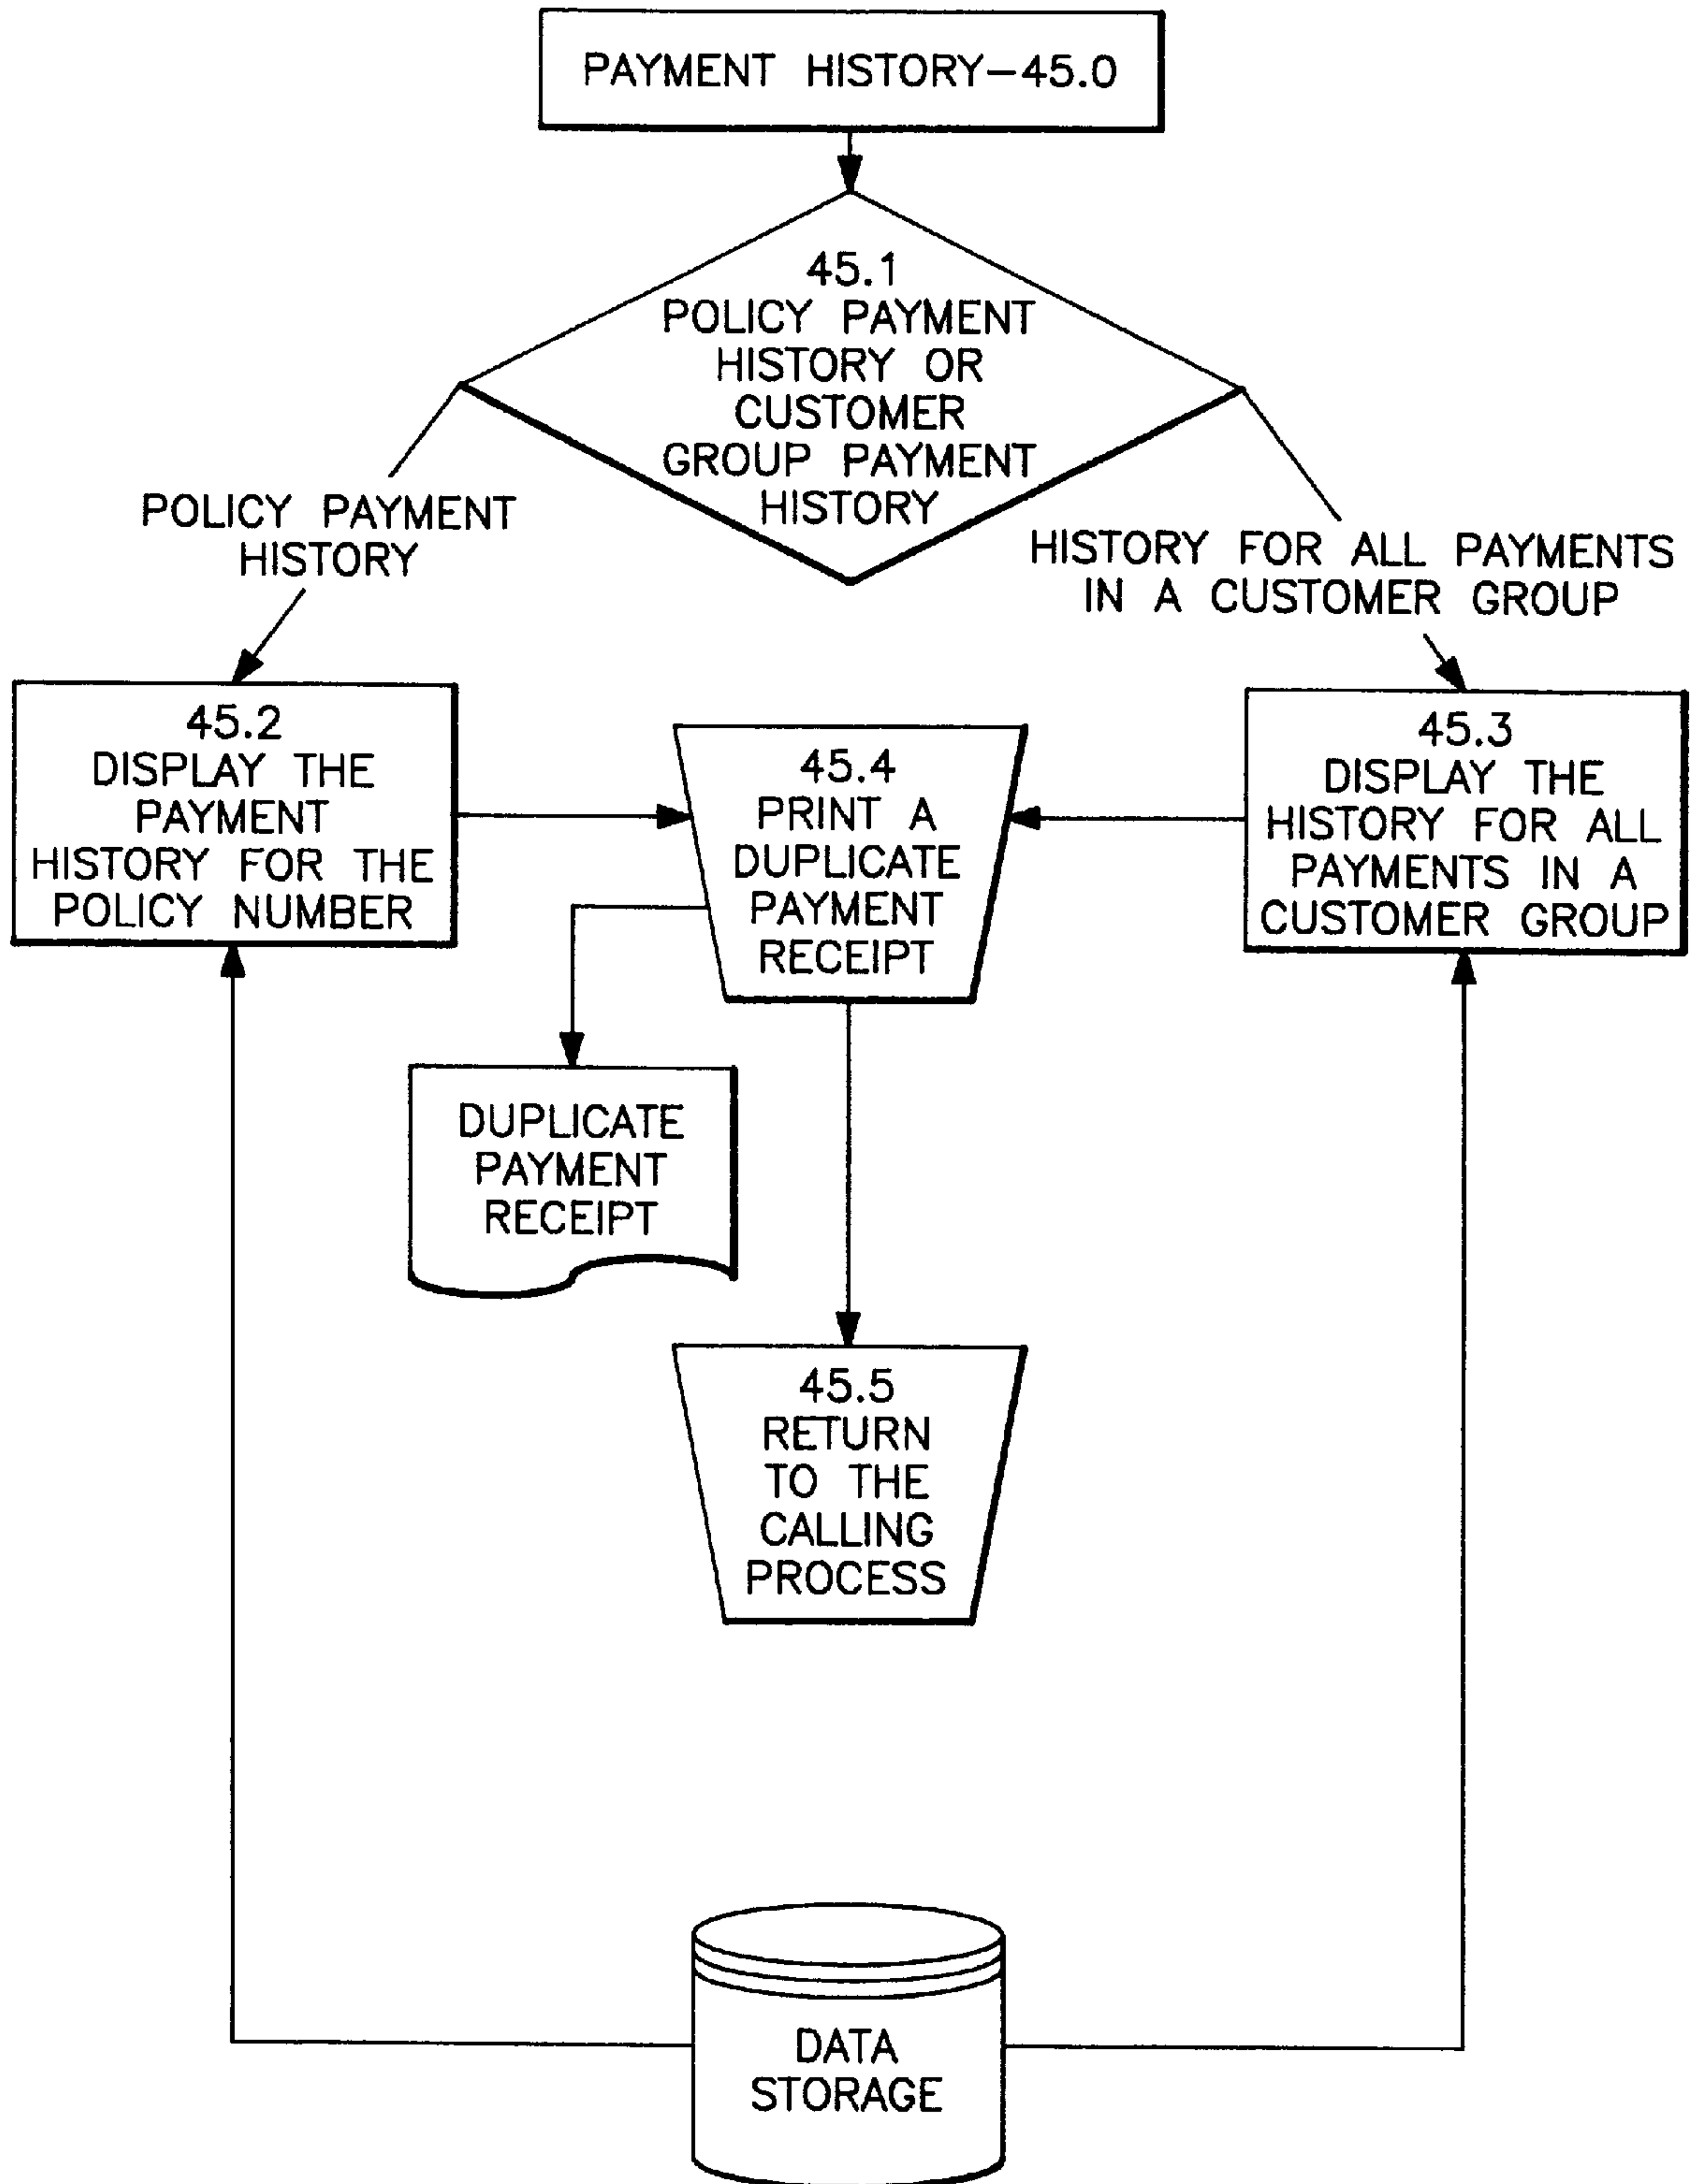 PAYMENT HISTORY-45.0
45.1
POLICY PAYMENT
HISTORY OR
CUSTOMER
GROUP PAYMENT
HISTORY
POLICY PAYMENT
HISTORY
HISTORY FOR ALL PAYMENTS
IN A CUSTOMER GROUP
45.2
DISPLAY THE
PAYMENT
HISTORY FOR THE
POLICY NUMBER
45.4
PRINT A
DUPLICATE
PAYMENT
RECEIPT
45.3
DISPLAY THE
HISTORY FOR ALL
PAYMENTS IN A
CUSTOMER GROUP
DUPLICATE
PAYMENT
RECEIPT
45.5
RETURN
TO THE
CALLING
PROCESS
DATA
STORAGE